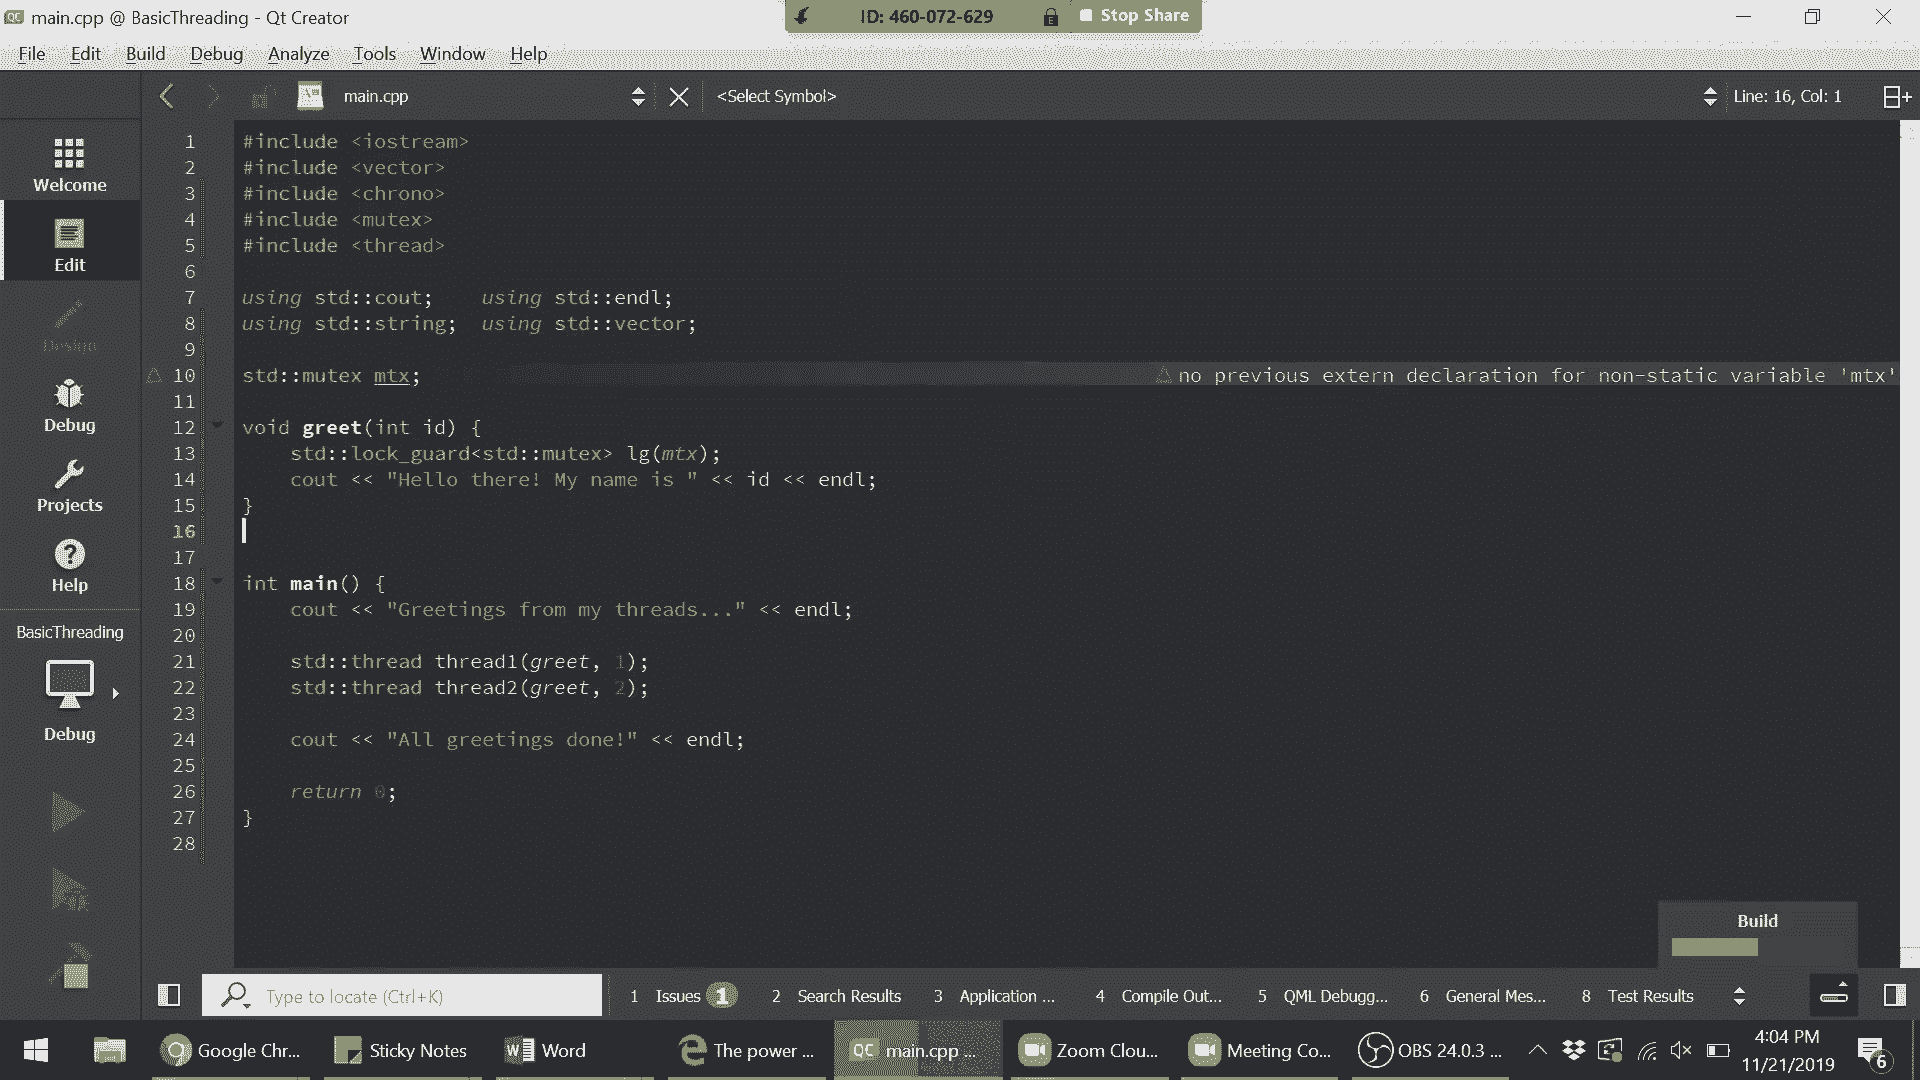 main.cpp @ BasicThreading - Qt Creator
ID: 460-072-629
Stop Share
File Edit Build Debug Analyze Tools Window Help
main.cpp
<Select Symbol>
Line: 16, Col: 1
Welcome
Edit
Design
Debug
Projects
Help
BasicThreading
Debug
1 #include <iostream>
2 #include <vector>
3 #include <chrono>
4 #include <mutex>
5 #include <thread>
6
7 using std::cout;    using std::endl;
8 using std::string;  using std::vector;
9
10 std::mutex mtx; no previous extern declaration for non-static variable 'mtx'
11
12 void greet(int id) {
13     std::lock_guard<std::mutex> lg(mtx);
14     cout << "Hello there! My name is " << id << endl;
15 }
16
17
18 int main() {
19     cout << "Greetings from my threads..." << endl;
20
21     std::thread thread1(greet, 1);
22     std::thread thread2(greet, 2);
23
24     cout << "All greetings done!" << endl;
25
26     return 0;
27 }
28
Build
Type to locate (Ctrl+K)
1 Issues 1 2 Search Results 3 Application ... 4 Compile Out... 5 QML Debugg... 6 General Mes... 8 Test Results
Google Chr... Sticky Notes Word The power ... main.cpp ... Zoom Clou... Meeting Co... OBS 24.0.3 ...
4:04 PM
11/21/2019
6